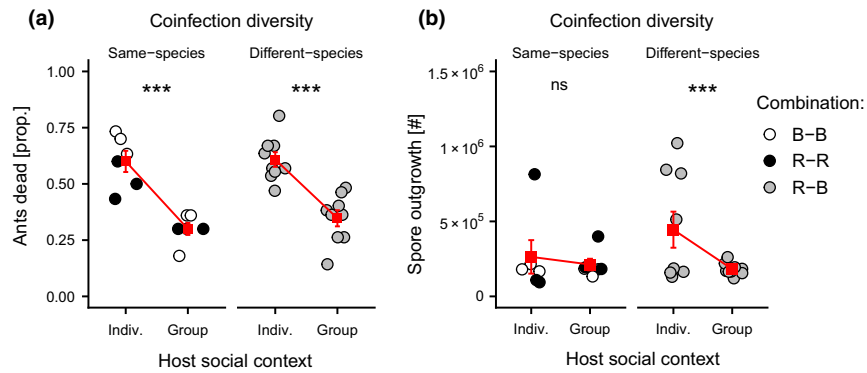 (a)
Coinfection diversity
Same−species
Different−species
Ants dead [prop.]
1.00
0.75
0.50
0.25
0.00
***
***
Indiv.
Group
Indiv.
Group
Host social context
(b)
Coinfection diversity
Same−species
Different−species
Spore outgrowth [#]
1.5 × 10⁶
1 × 10⁶
5 × 10⁵
0
ns
***
Indiv.
Group
Indiv.
Group
Host social context
Combination:
B−B
R−R
R−B